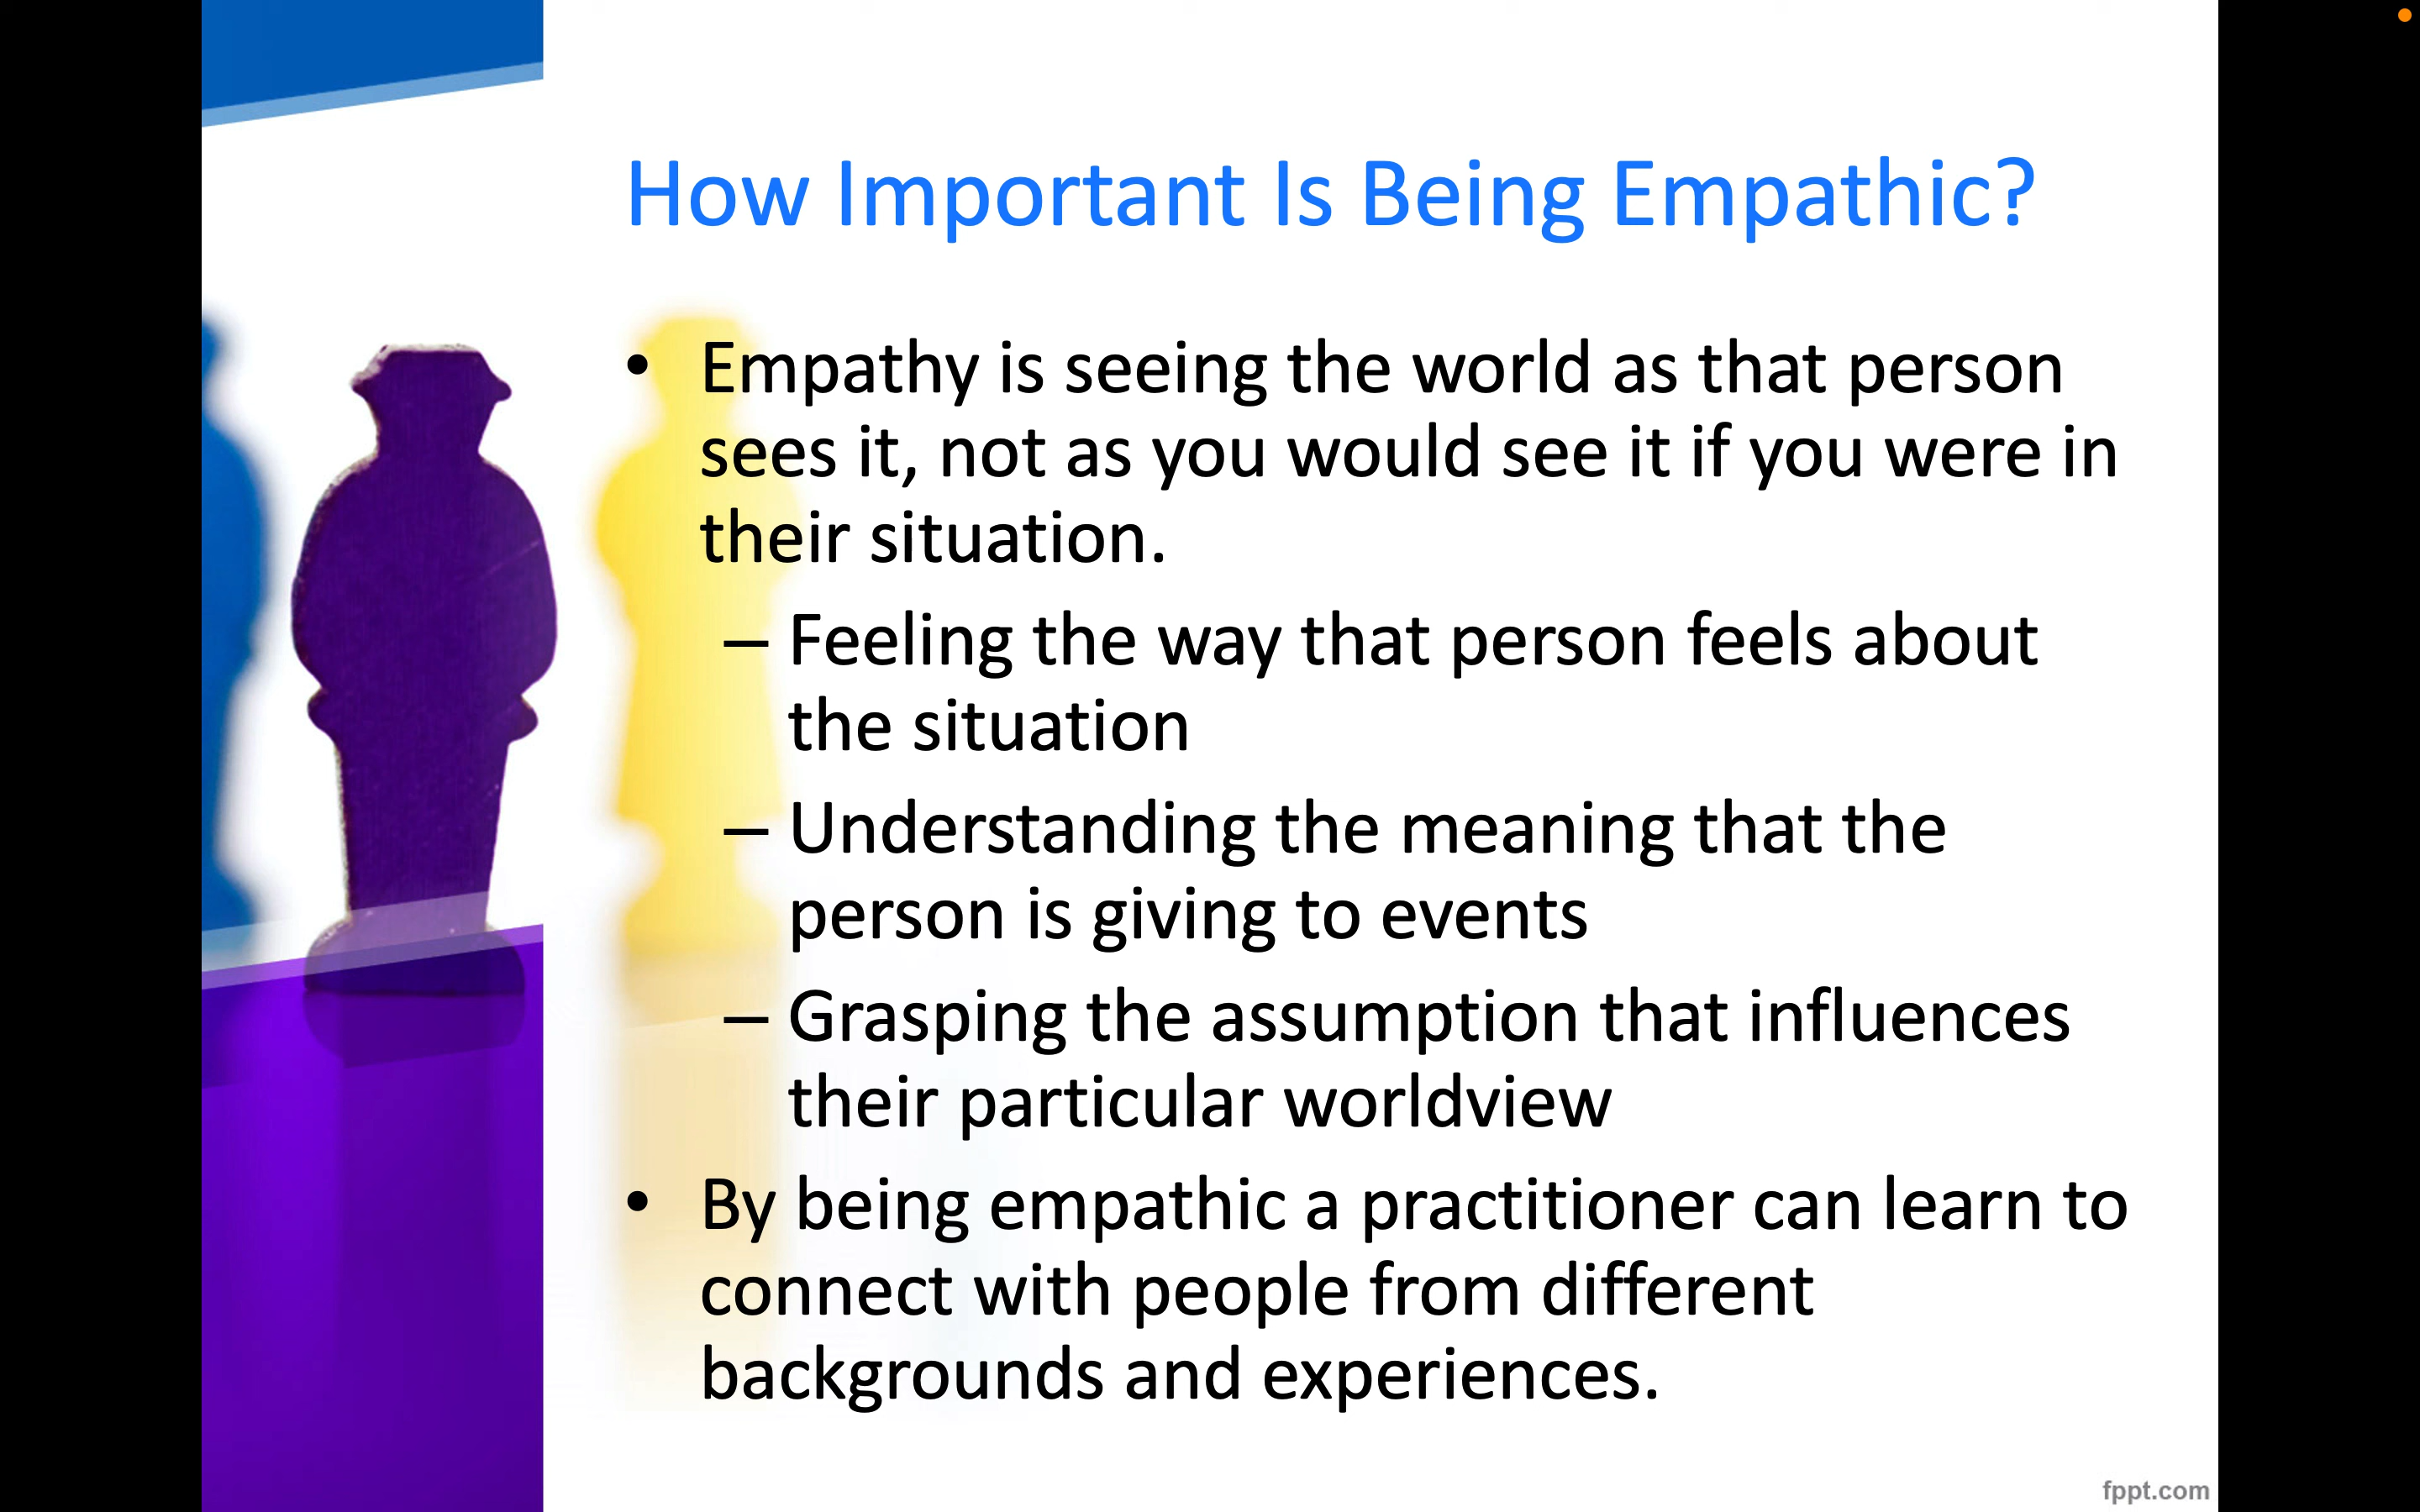 How Important Is Being Empathic?
• Empathy is seeing the world as that person
sees it, not as you would see it if you were in
their situation.
– Feeling the way that person feels about
the situation
– Understanding the meaning that the
person is giving to events
– Grasping the assumption that influences
their particular worldview
• By being empathic a practitioner can learn to
connect with people from different
backgrounds and experiences.
fppt.com